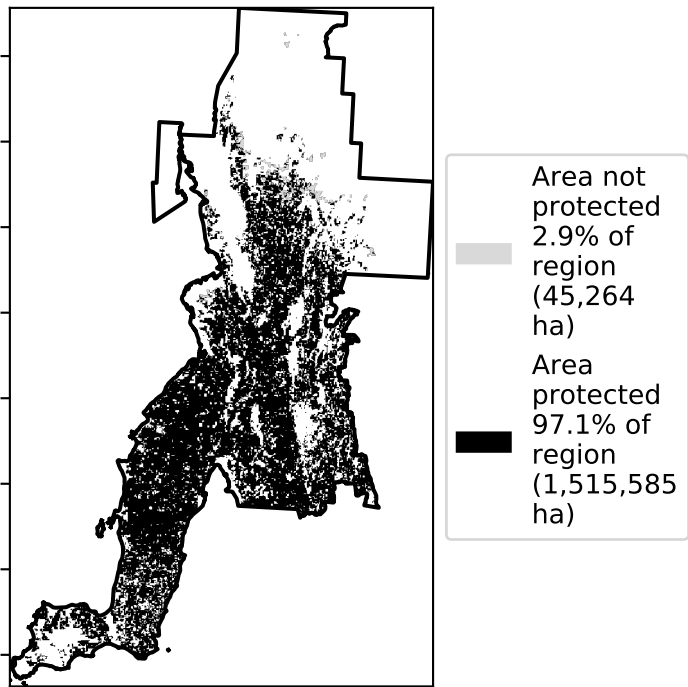 Area not
protected
2.9% of
region
(45,264
ha)
Area
protected
97.1% of
region
(1,515,585
ha)